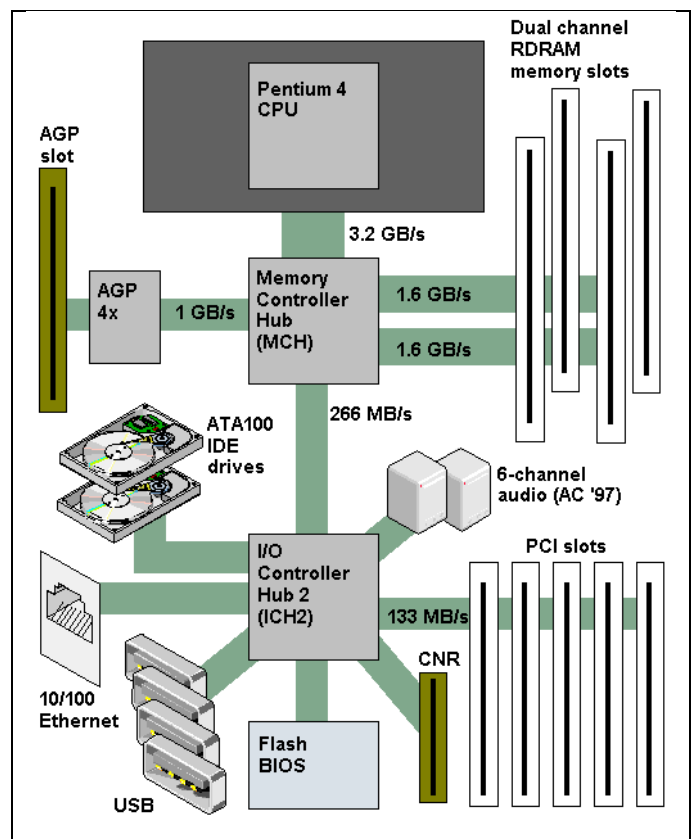 Dual channel
RDRAM
memory slots
Pentium 4
CPU
AGP
slot
3.2 GB/s
Memory
Controller
Hub
(MCH)
AGP
4x
1 GB/s
1.6 GB/s
1.6 GB/s
266 MB/s
ATA100
IDE
drives
6-channel
audio (AC '97)
I/O
Controller
Hub 2
(ICH2)
PCI slots
133 MB/s
CNR
10/100
Ethernet
Flash
BIOS
USB